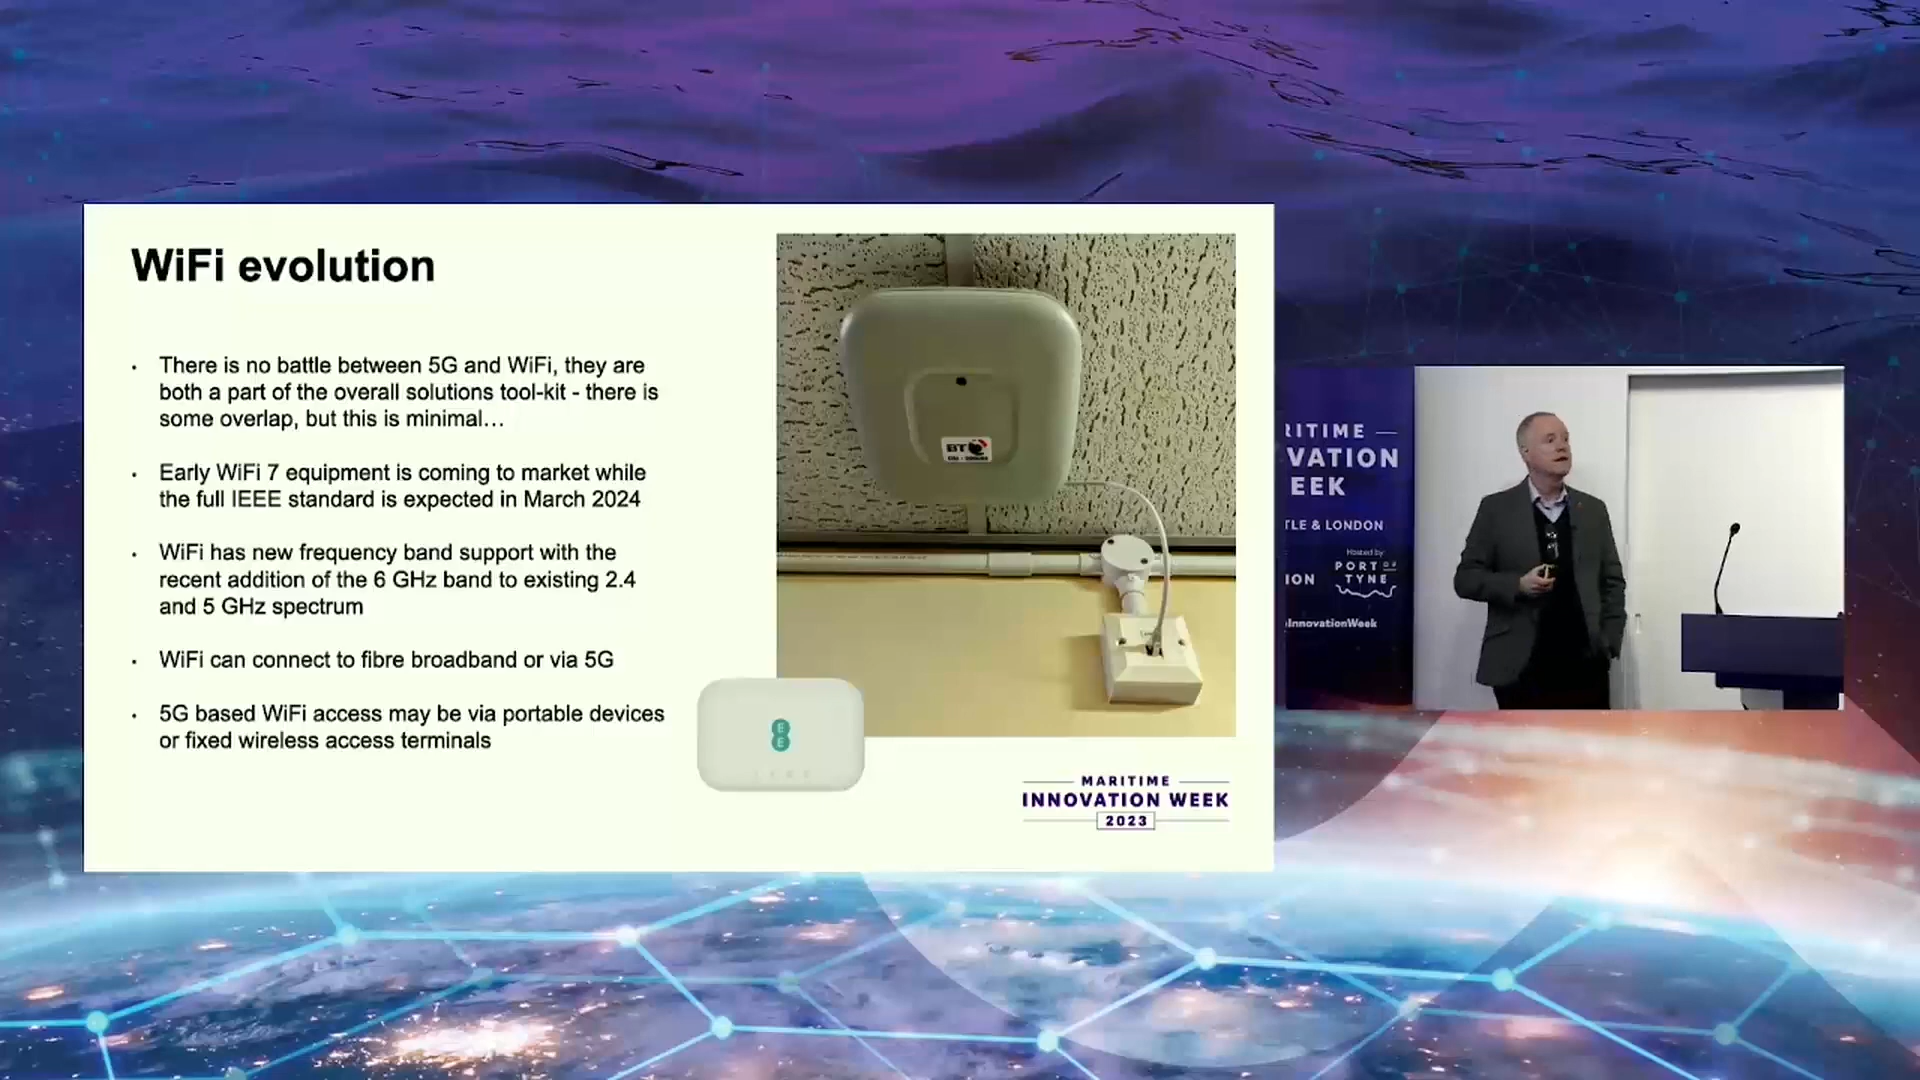 WiFi evolution
• There is no battle between 5G and WiFi, they are
both a part of the overall solutions tool-kit - there is
some overlap, but this is minimal…
• Early WiFi 7 equipment is coming to market while
the full IEEE standard is expected in March 2024
• WiFi has new frequency band support with the
recent addition of the 6 GHz band to existing 2.4
and 5 GHz spectrum
• WiFi can connect to fibre broadband or via 5G
• 5G based WiFi access may be via portable devices
or fixed wireless access terminals
BT
E
E
MARITIME
INNOVATION WEEK
2023
RITIME
VATION
EEK
TLE & LONDON
Hosted by
PORT OF
TYNE
ION
InnovationWeek